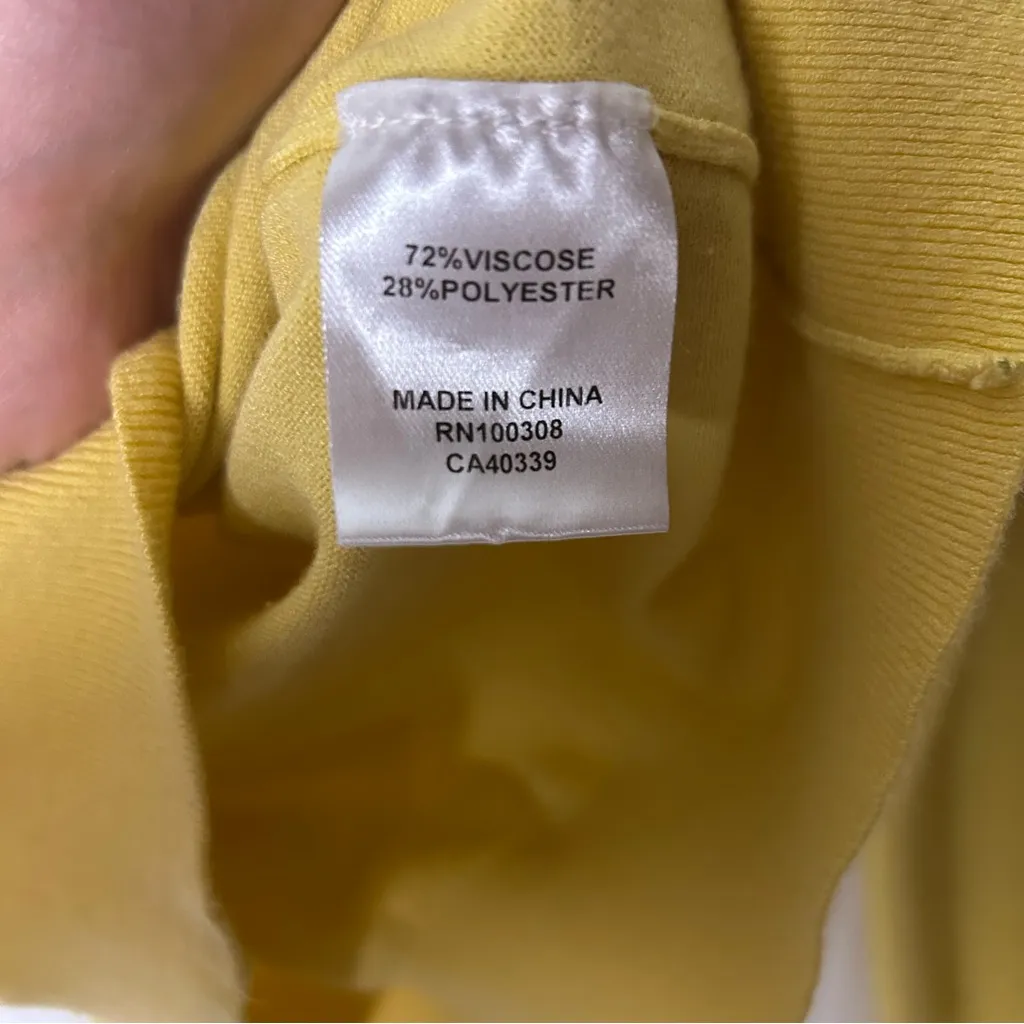 72%VISCOSE
28%POLYESTER
MADE IN CHINA
RN100308
CA40339